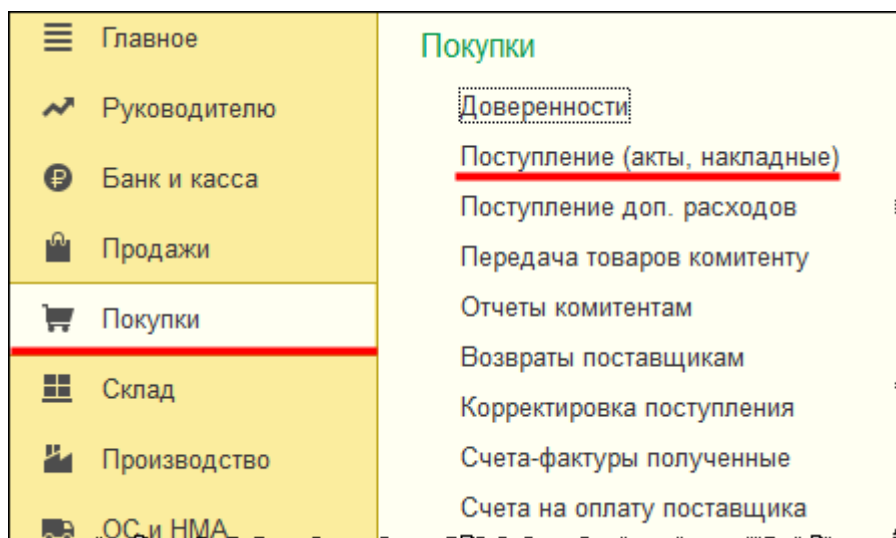 Главное
Руководителю
Банк и касса
Продажи
Покупки
Склад
Производство
ОС и НМА
Покупки
Доверенности
Поступление (акты, накладные)
Поступление доп. расходов
Передача товаров комитенту
Отчеты комитентам
Возвраты поставщикам
Корректировка поступления
Счета-фактуры полученные
Счета на оплату поставщика